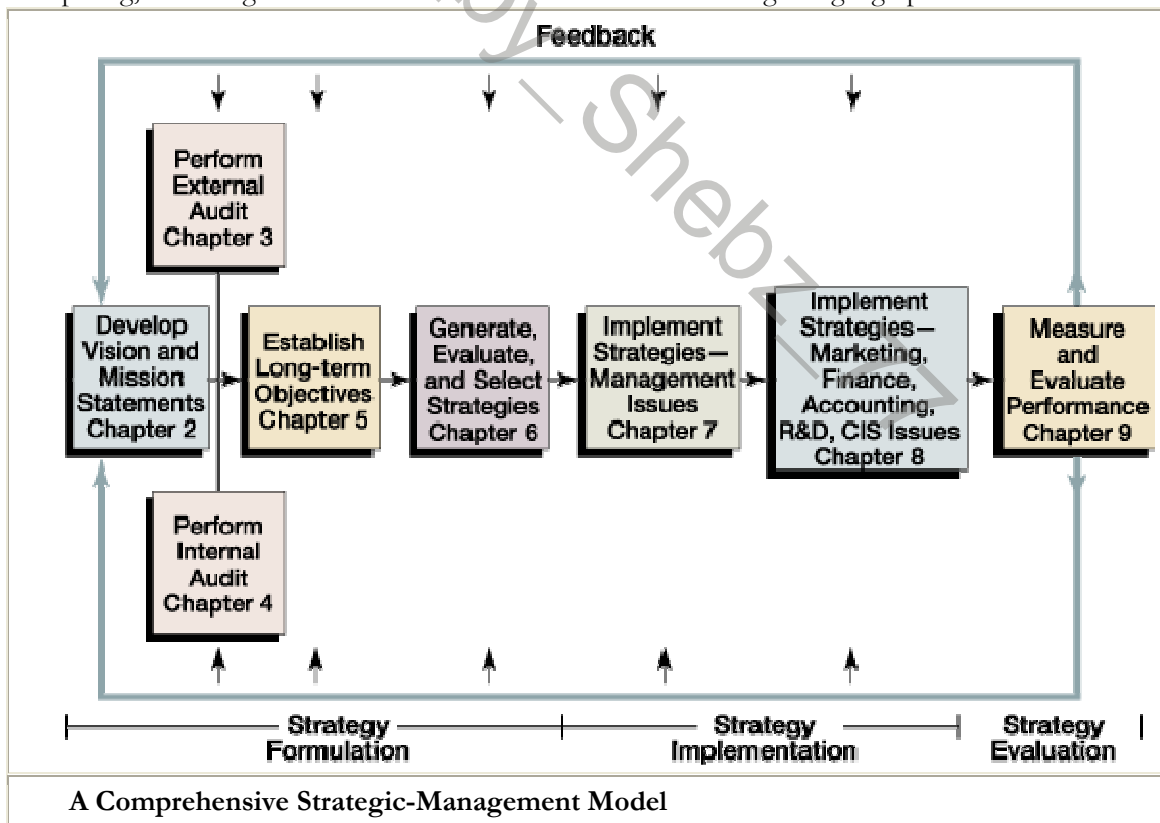 Feedback
Perform
External
Audit
Chapter 3
Develop
Vision and
Mission
Statements
Chapter 2
Establish
Long-term
Objectives
Chapter 5
Generate,
Evaluate,
and Select
Strategies
Chapter 6
Implement
Strategies—
Management
Issues
Chapter 7
Implement
Strategies—
Marketing,
Finance,
Accounting,
R&D, CIS Issues
Chapter 8
Measure
and
Evaluate
Performance
Chapter 9
Perform
Internal
Audit
Chapter 4
Strategy
Formulation
Strategy
Implementation
Strategy
Evaluation
A Comprehensive Strategic-Management Model
by_Shebz_YZ